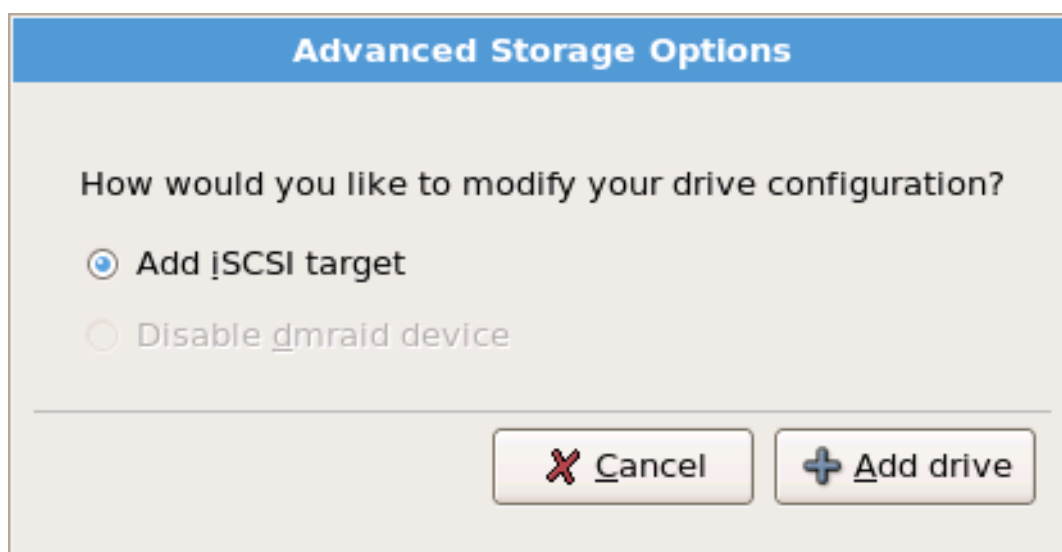 Advanced Storage Options
How would you like to modify your drive configuration?
Add iSCSI target
Disable dmraid device
Cancel
Add drive